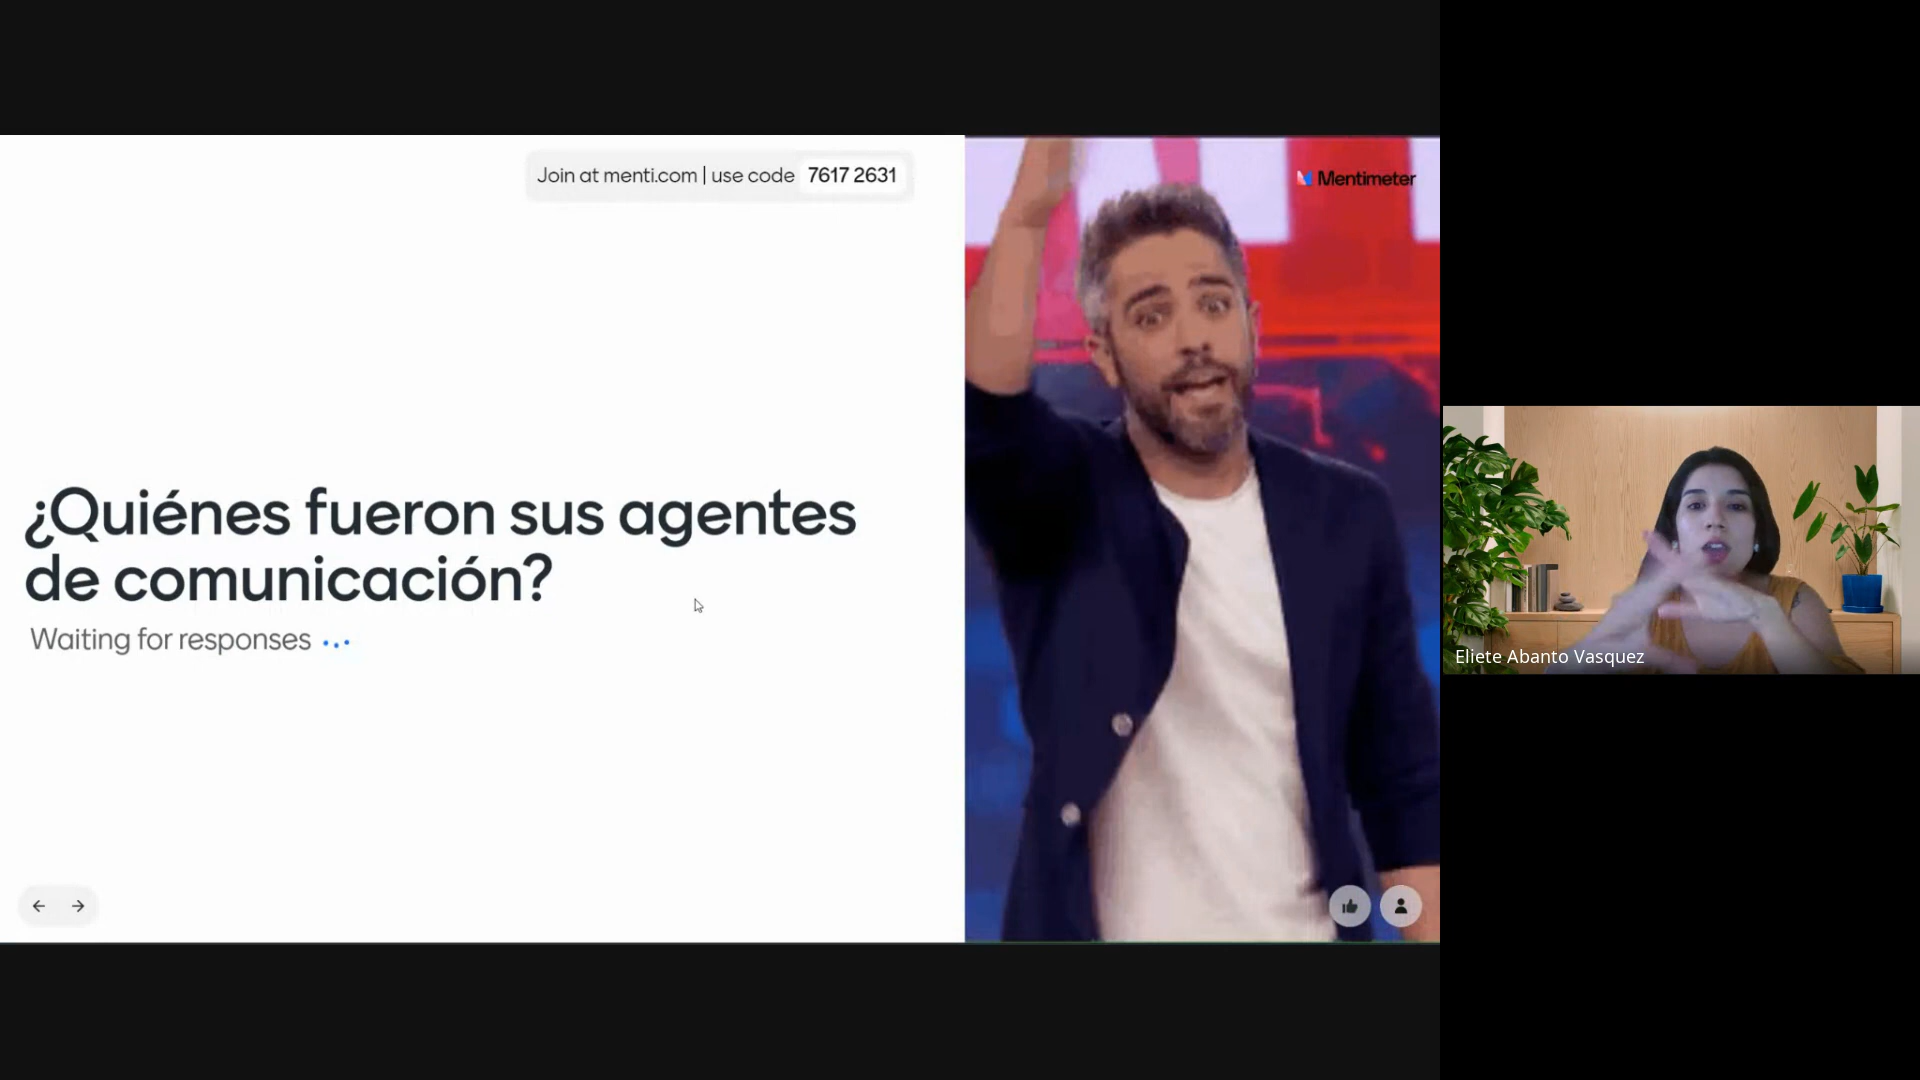 Join at menti.com | use code 7617 2631
Mentimeter
¿Quiénes fueron sus agentes
de comunicación?
Waiting for responses
Eliete Abanto Vasquez